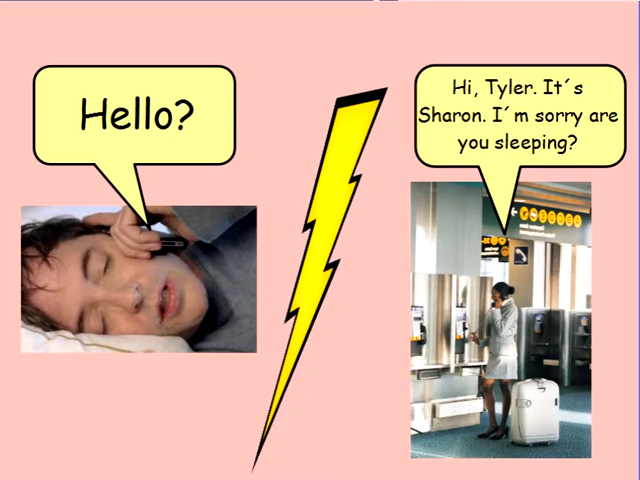 Hello?
Hi, Tyler. It´s
Sharon. I´m sorry are
you sleeping?